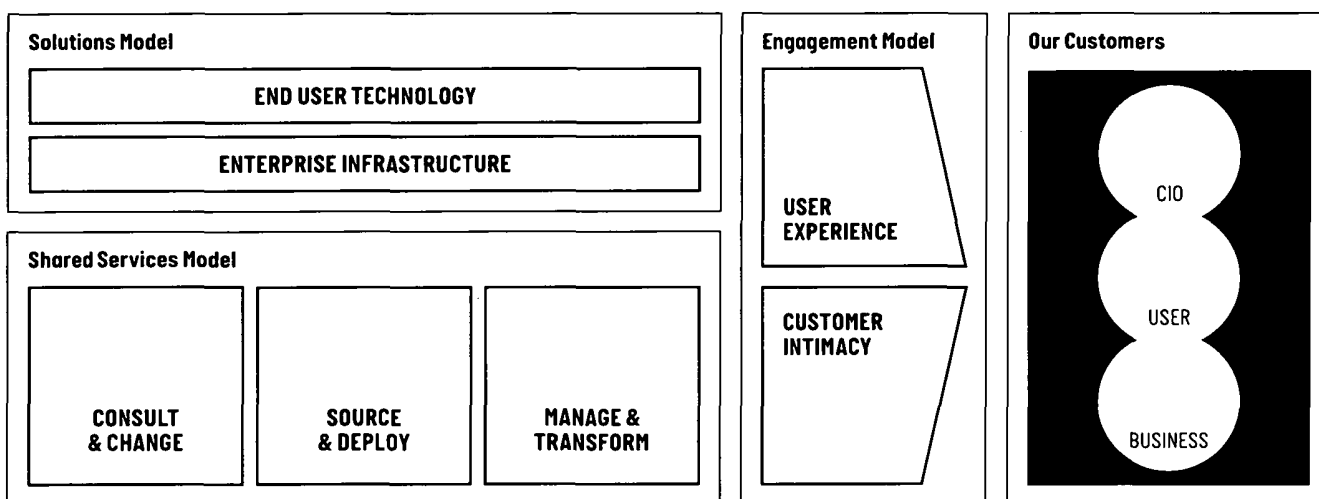 Solutions Model
END USER TECHNOLOGY
ENTERPRISE INFRASTRUCTURE
Shared Services Model
CONSULT
& CHANGE
SOURCE
& DEPLOY
MANAGE &
TRANSFORM
Engagement Model
USER
EXPERIENCE
CUSTOMER
INTIMACY
Our Customers
CIO
USER
BUSINESS